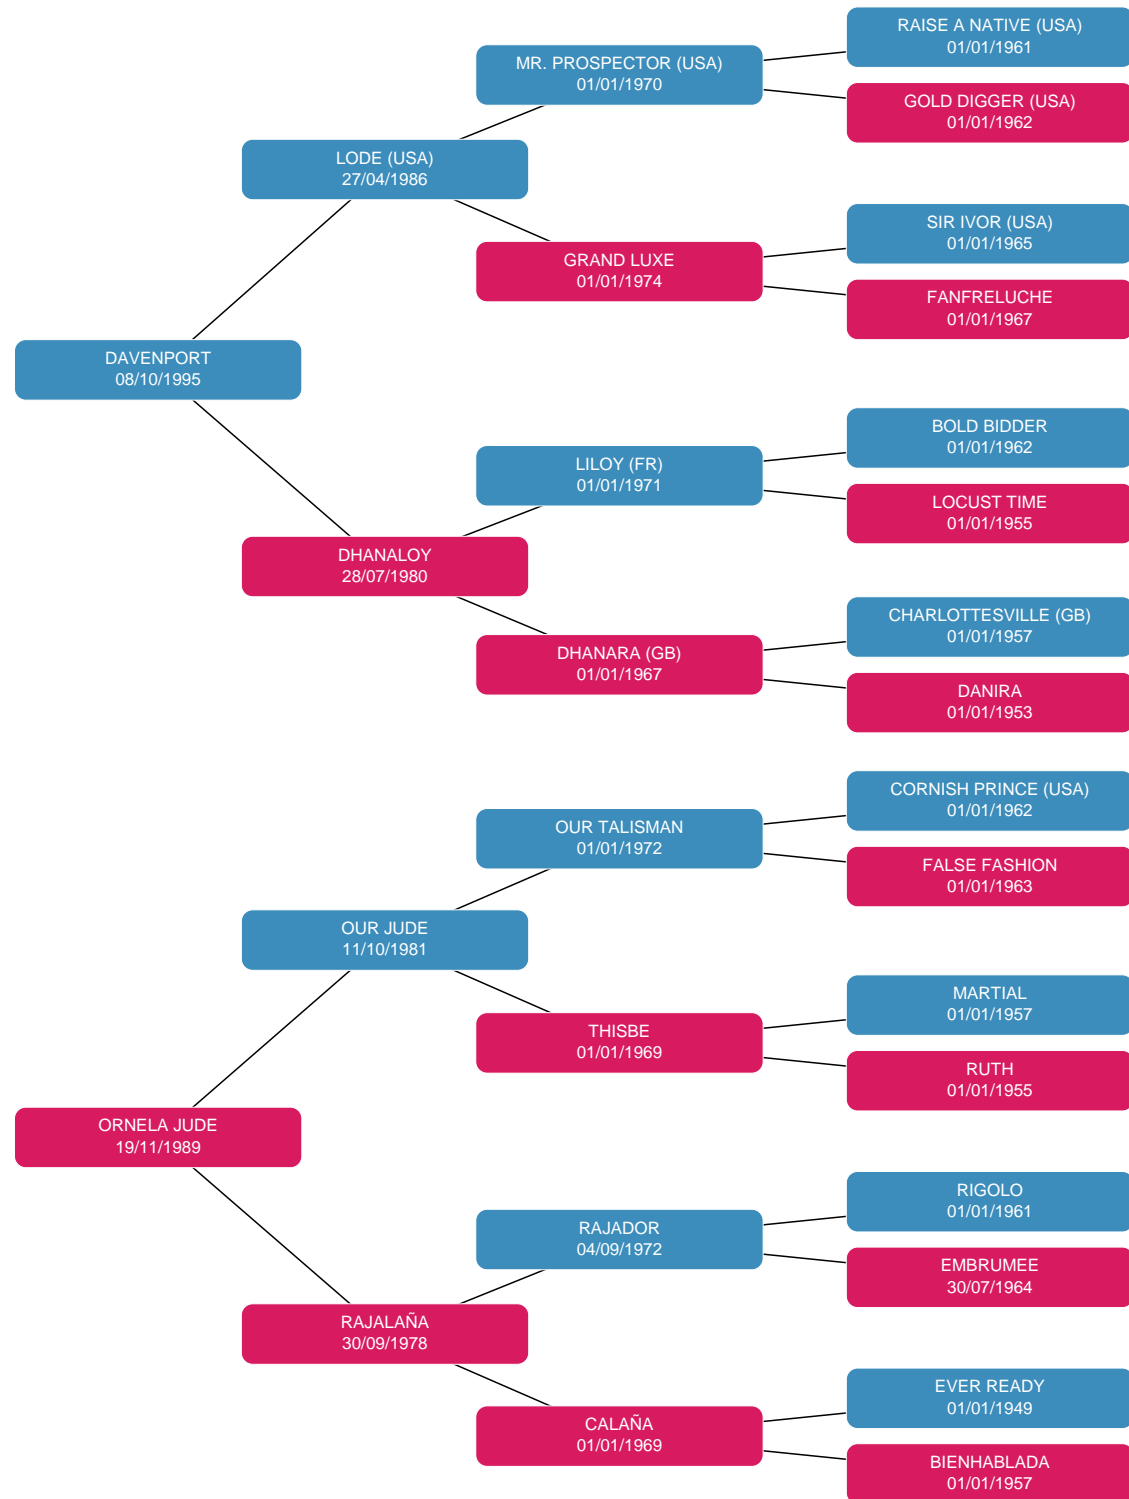 RAISE A NATIVE (USA)
01/01/1961
MR. PROSPECTOR (USA)
01/01/1970
GOLD DIGGER (USA)
01/01/1962
LODE (USA)
27/04/1986
SIR IVOR (USA)
01/01/1965
GRAND LUXE
01/01/1974
FANFRELUCHE
01/01/1967
DAVENPORT
08/10/1995
BOLD BIDDER
01/01/1962
LILOY (FR)
01/01/1971
LOCUST TIME
01/01/1955
DHANALOY
28/07/1980
CHARLOTTESVILLE (GB)
01/01/1957
DHANARA (GB)
01/01/1967
DANIRA
01/01/1953
CORNISH PRINCE (USA)
01/01/1962
OUR TALISMAN
01/01/1972
FALSE FASHION
01/01/1963
OUR JUDE
11/10/1981
MARTIAL
01/01/1957
THISBE
01/01/1969
RUTH
01/01/1955
ORNELA JUDE
19/11/1989
RIGOLO
01/01/1961
RAJADOR
04/09/1972
EMBRUMEE
30/07/1964
RAJALAÑA
30/09/1978
EVER READY
01/01/1949
CALAÑA
01/01/1969
BIENHABLADA
01/01/1957